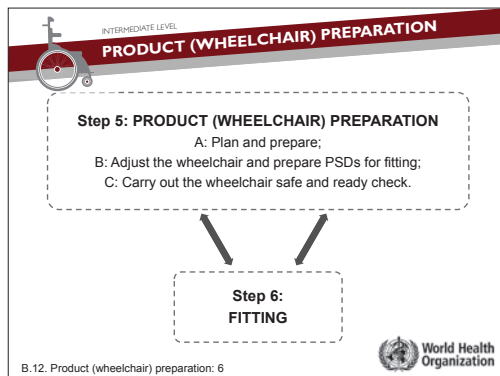 INTERMEDIATE LEVEL
PRODUCT (WHEELCHAIR) PREPARATION
Step 5: PRODUCT (WHEELCHAIR) PREPARATION
A: Plan and prepare;
B: Adjust the wheelchair and prepare PSDs for fitting;
C: Carry out the wheelchair safe and ready check.
Step 6:
FITTING
World Health
Organization
B.12. Product (wheelchair) preparation: 6